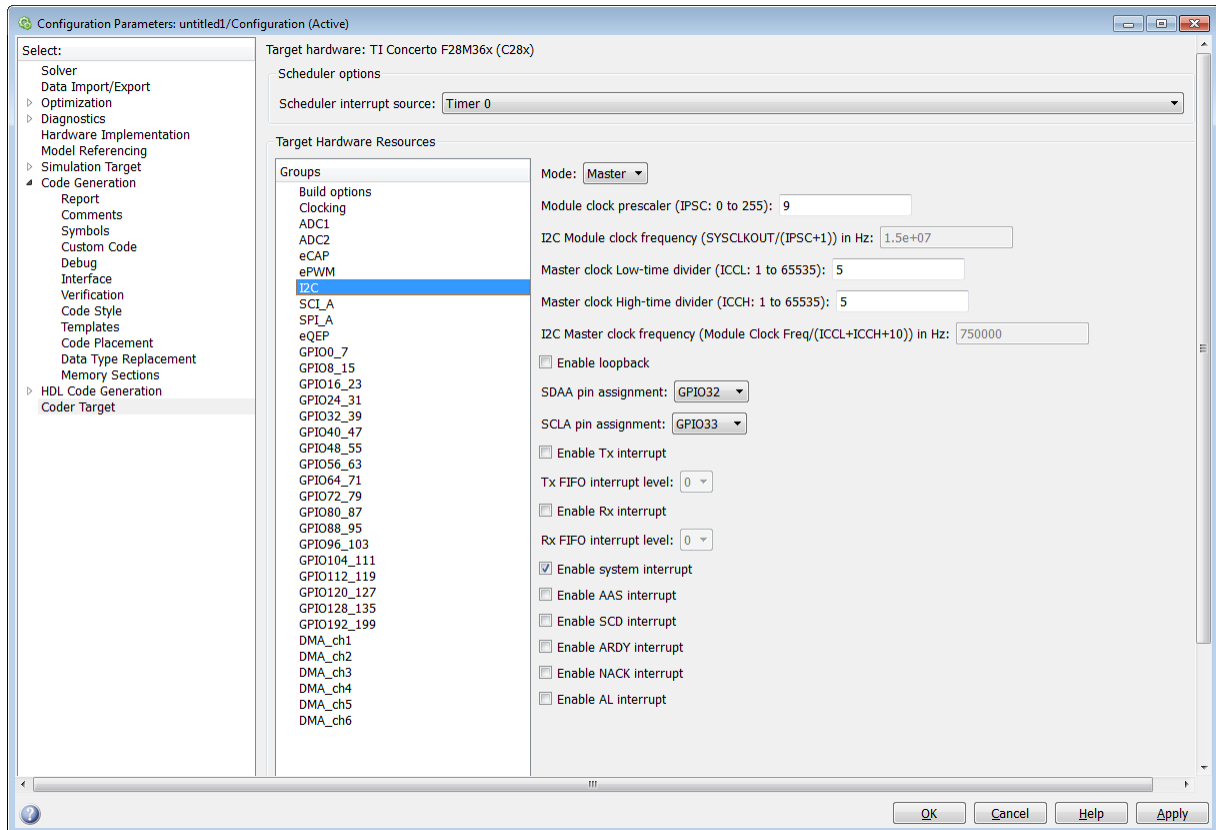 Configuration Parameters: untitled1/Configuration (Active)
Select:
Solver
Data Import/Export
Optimization
Diagnostics
Hardware Implementation
Model Referencing
Simulation Target
Code Generation
Report
Comments
Symbols
Custom Code
Debug
Interface
Verification
Code Style
Templates
Code Placement
Data Type Replacement
Memory Sections
HDL Code Generation
Coder Target
Target hardware: TI Concerto F28M36x (C28x)
Scheduler options
Scheduler interrupt source: Timer 0
Target Hardware Resources
Groups
Build options
Clocking
ADC1
ADC2
eCAP
ePWM
I2C
SCI_A
SPI_A
eQEP
GPIO0_7
GPIO8_15
GPIO16_23
GPIO24_31
GPIO32_39
GPIO40_47
GPIO48_55
GPIO56_63
GPIO64_71
GPIO72_79
GPIO80_87
GPIO88_95
GPIO96_103
GPIO104_111
GPIO112_119
GPIO120_127
GPIO128_135
GPIO192_199
DMA_ch1
DMA_ch2
DMA_ch3
DMA_ch4
DMA_ch5
DMA_ch6
Mode: Master
Module clock prescaler (IPSC: 0 to 255): 9
I2C Module clock frequency (SYSCLKOUT/(IPSC+1)) in Hz: 1.5e+07
Master clock Low-time divider (ICCL: 1 to 65535): 5
Master clock High-time divider (ICCH: 1 to 65535): 5
I2C Master clock frequency (Module Clock Freq/(ICCL+ICCH+10)) in Hz: 750000
Enable loopback
SDAA pin assignment: GPIO32
SCLA pin assignment: GPIO33
Enable Tx interrupt
Tx FIFO interrupt level: 0
Enable Rx interrupt
Rx FIFO interrupt level: 0
Enable system interrupt
Enable AAS interrupt
Enable SCD interrupt
Enable ARDY interrupt
Enable NACK interrupt
Enable AL interrupt
OK Cancel Help Apply